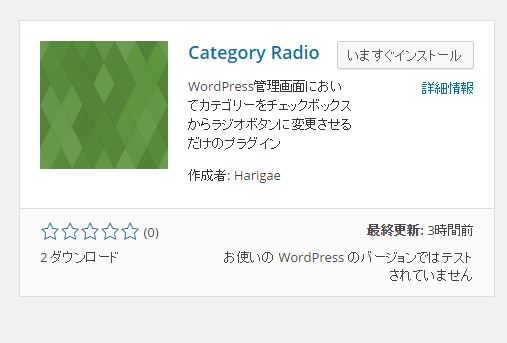 Category Radio
いますぐインストール
WordPress管理画面におい
てカテゴリーをチェックボックス
からラジオボタンに変更させる
だけのプラグイン
詳細情報
作成者: Harigae
(0)
最終更新: 3時間前
2 ダウンロード
お使いの WordPress のバージョンではテスト
されていません